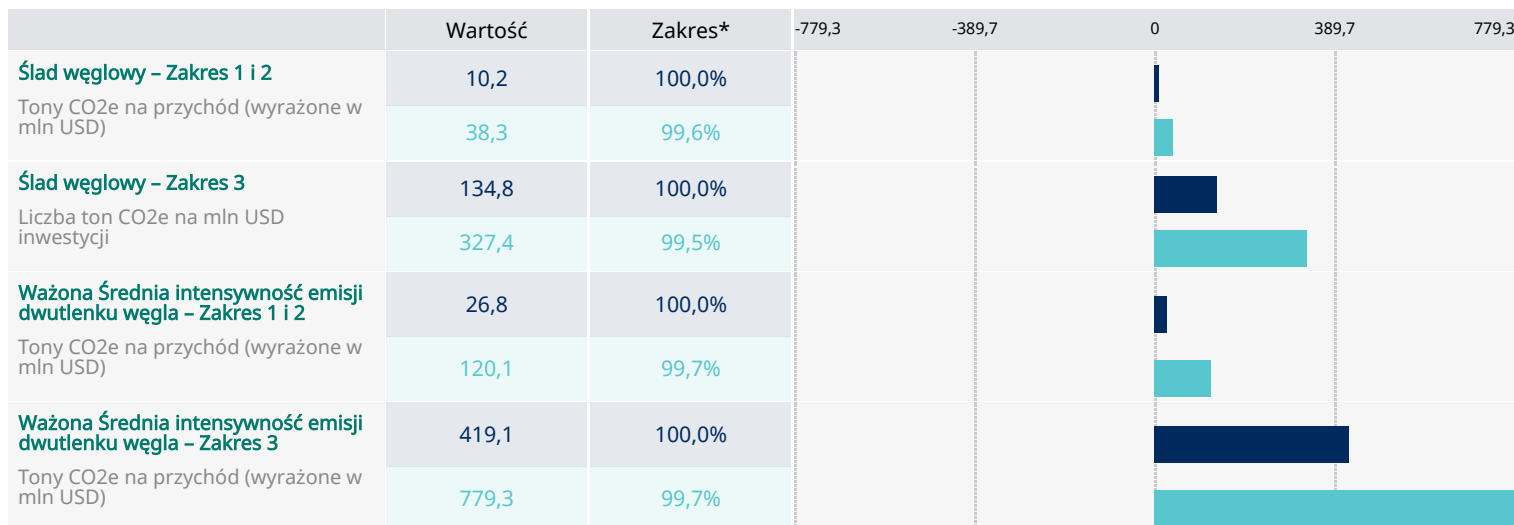 Wartość Zakres* -779,3 -389,7 0 389,7 779,3
Ślad węglowy – Zakres 1 i 2
Tony CO2e na przychód (wyrażone w
mln USD)
10,2 100,0%
38,3 99,6%
Ślad węglowy – Zakres 3
Liczba ton CO2e na mln USD
inwestycji
134,8 100,0%
327,4 99,5%
Ważona Średnia intensywność emisji
dwutlenku węgla – Zakres 1 i 2
Tony CO2e na przychód (wyrażone w
mln USD)
26,8 100,0%
120,1 99,7%
Ważona Średnia intensywność emisji
dwutlenku węgla – Zakres 3
Tony CO2e na przychód (wyrażone w
mln USD)
419,1 100,0%
779,3 99,7%